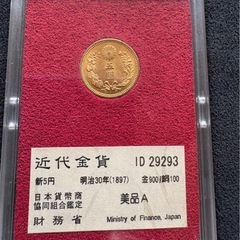 五圓
近代金貨 ID 29293
新5円 明治30年(1897) 金900/銅100
日本貨幣商
協同組合鑑定 美品A
財務省 Ministry of Finance, Japan